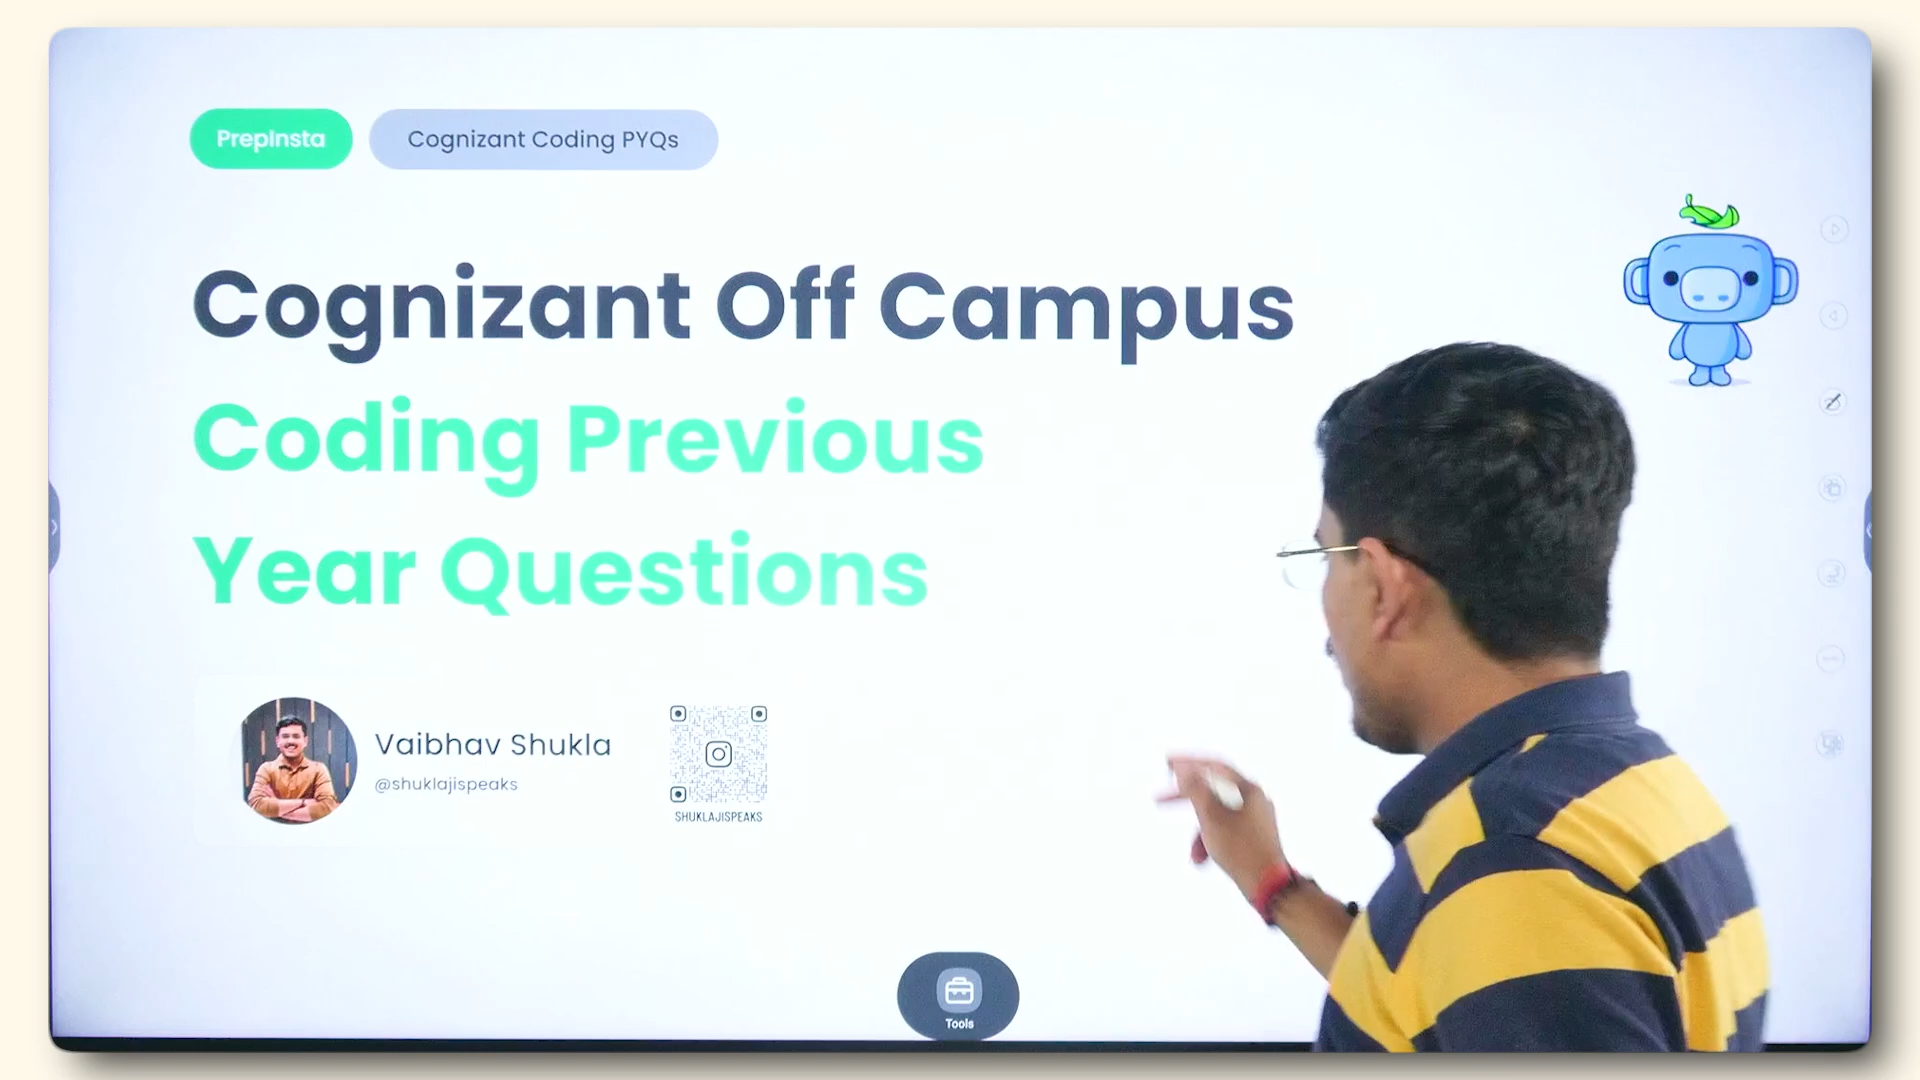 PrepInsta
Cognizant Coding PYQs
Cognizant Off Campus
Coding Previous
Year Questions
Vaibhav Shukla
@shuklajispeaks
SHUKLAJISPEAKS
Tools